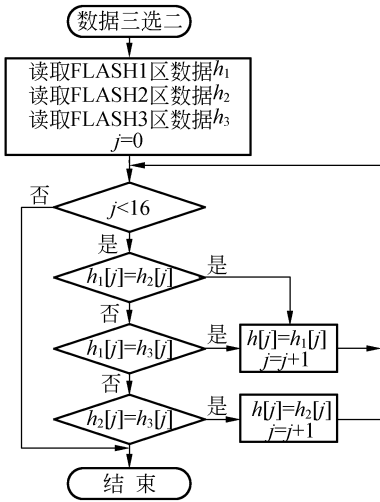 数据三选二
读取FLASH1区数据h₁
读取FLASH2区数据h₂
读取FLASH3区数据h₃
j=0
否
j<16
是
h₁[j]=h₂[j]
是
否
h₁[j]=h₃[j]
是
h[j]=h₁[j]
j=j+1
否
h₂[j]=h₃[j]
是
h[j]=h₂[j]
j=j+1
结 束